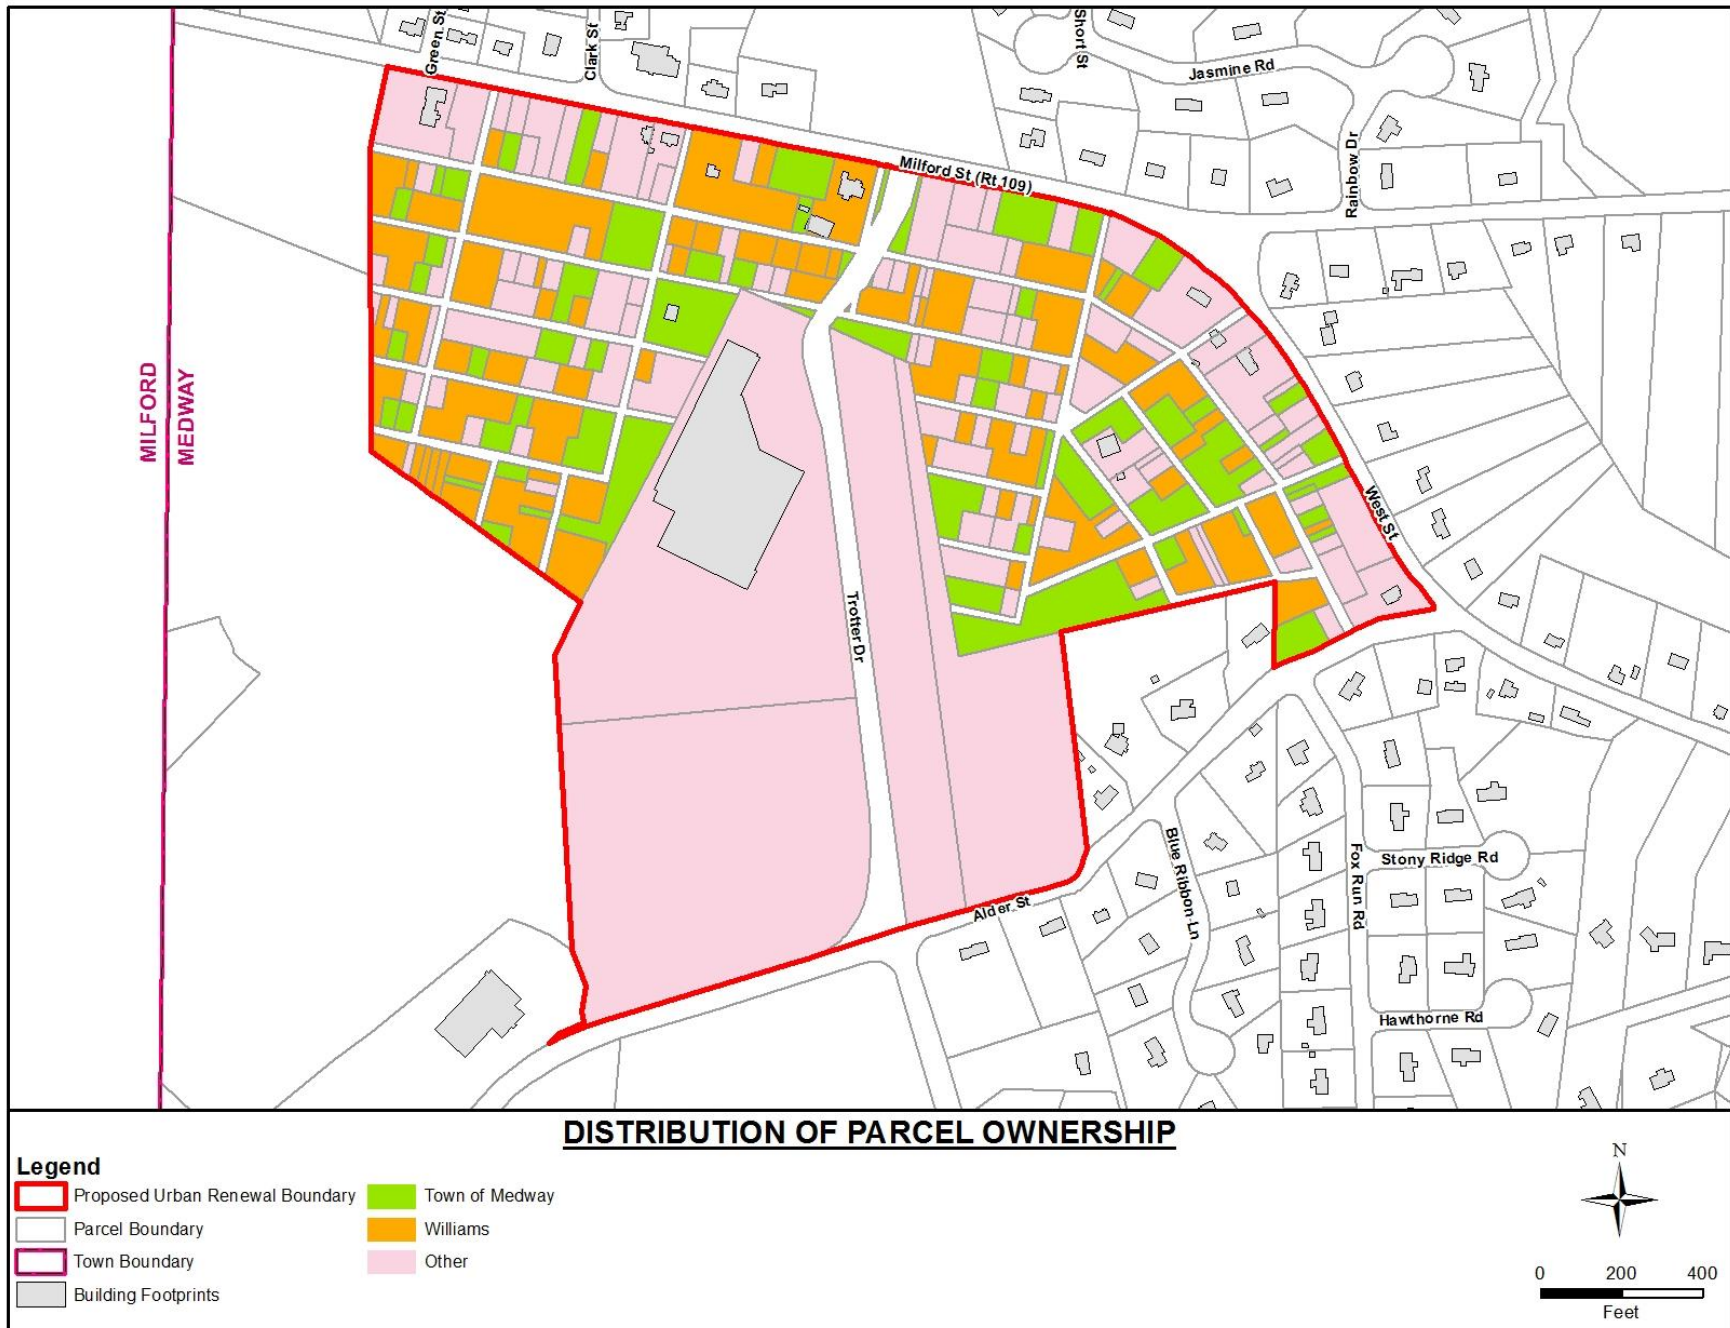 Green St
Clark St
Short St
Jasmine Rd
Rainbow Dr
Milford St (Rt 109)
MILFORD
MEDWAY
West St
Trotter Dr
Blue Ribbon Ln
Fox Run Rd
Stony Ridge Rd
Alder St
Hawthorne Rd
DISTRIBUTION OF PARCEL OWNERSHIP
Legend
Proposed Urban Renewal Boundary
Parcel Boundary
Town Boundary
Building Footprints
Town of Medway
Williams
Other
N
0 200 400
Feet